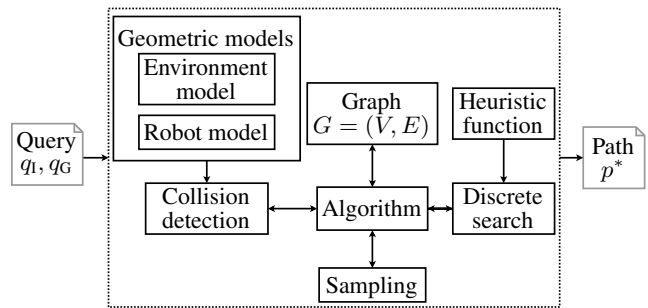 Geometric models
Environment
model
Robot model
Query
q_I, q_G
Graph
G = (V, E)
Heuristic
function
Path
p*
Collision
detection
Algorithm
Discrete
search
Sampling